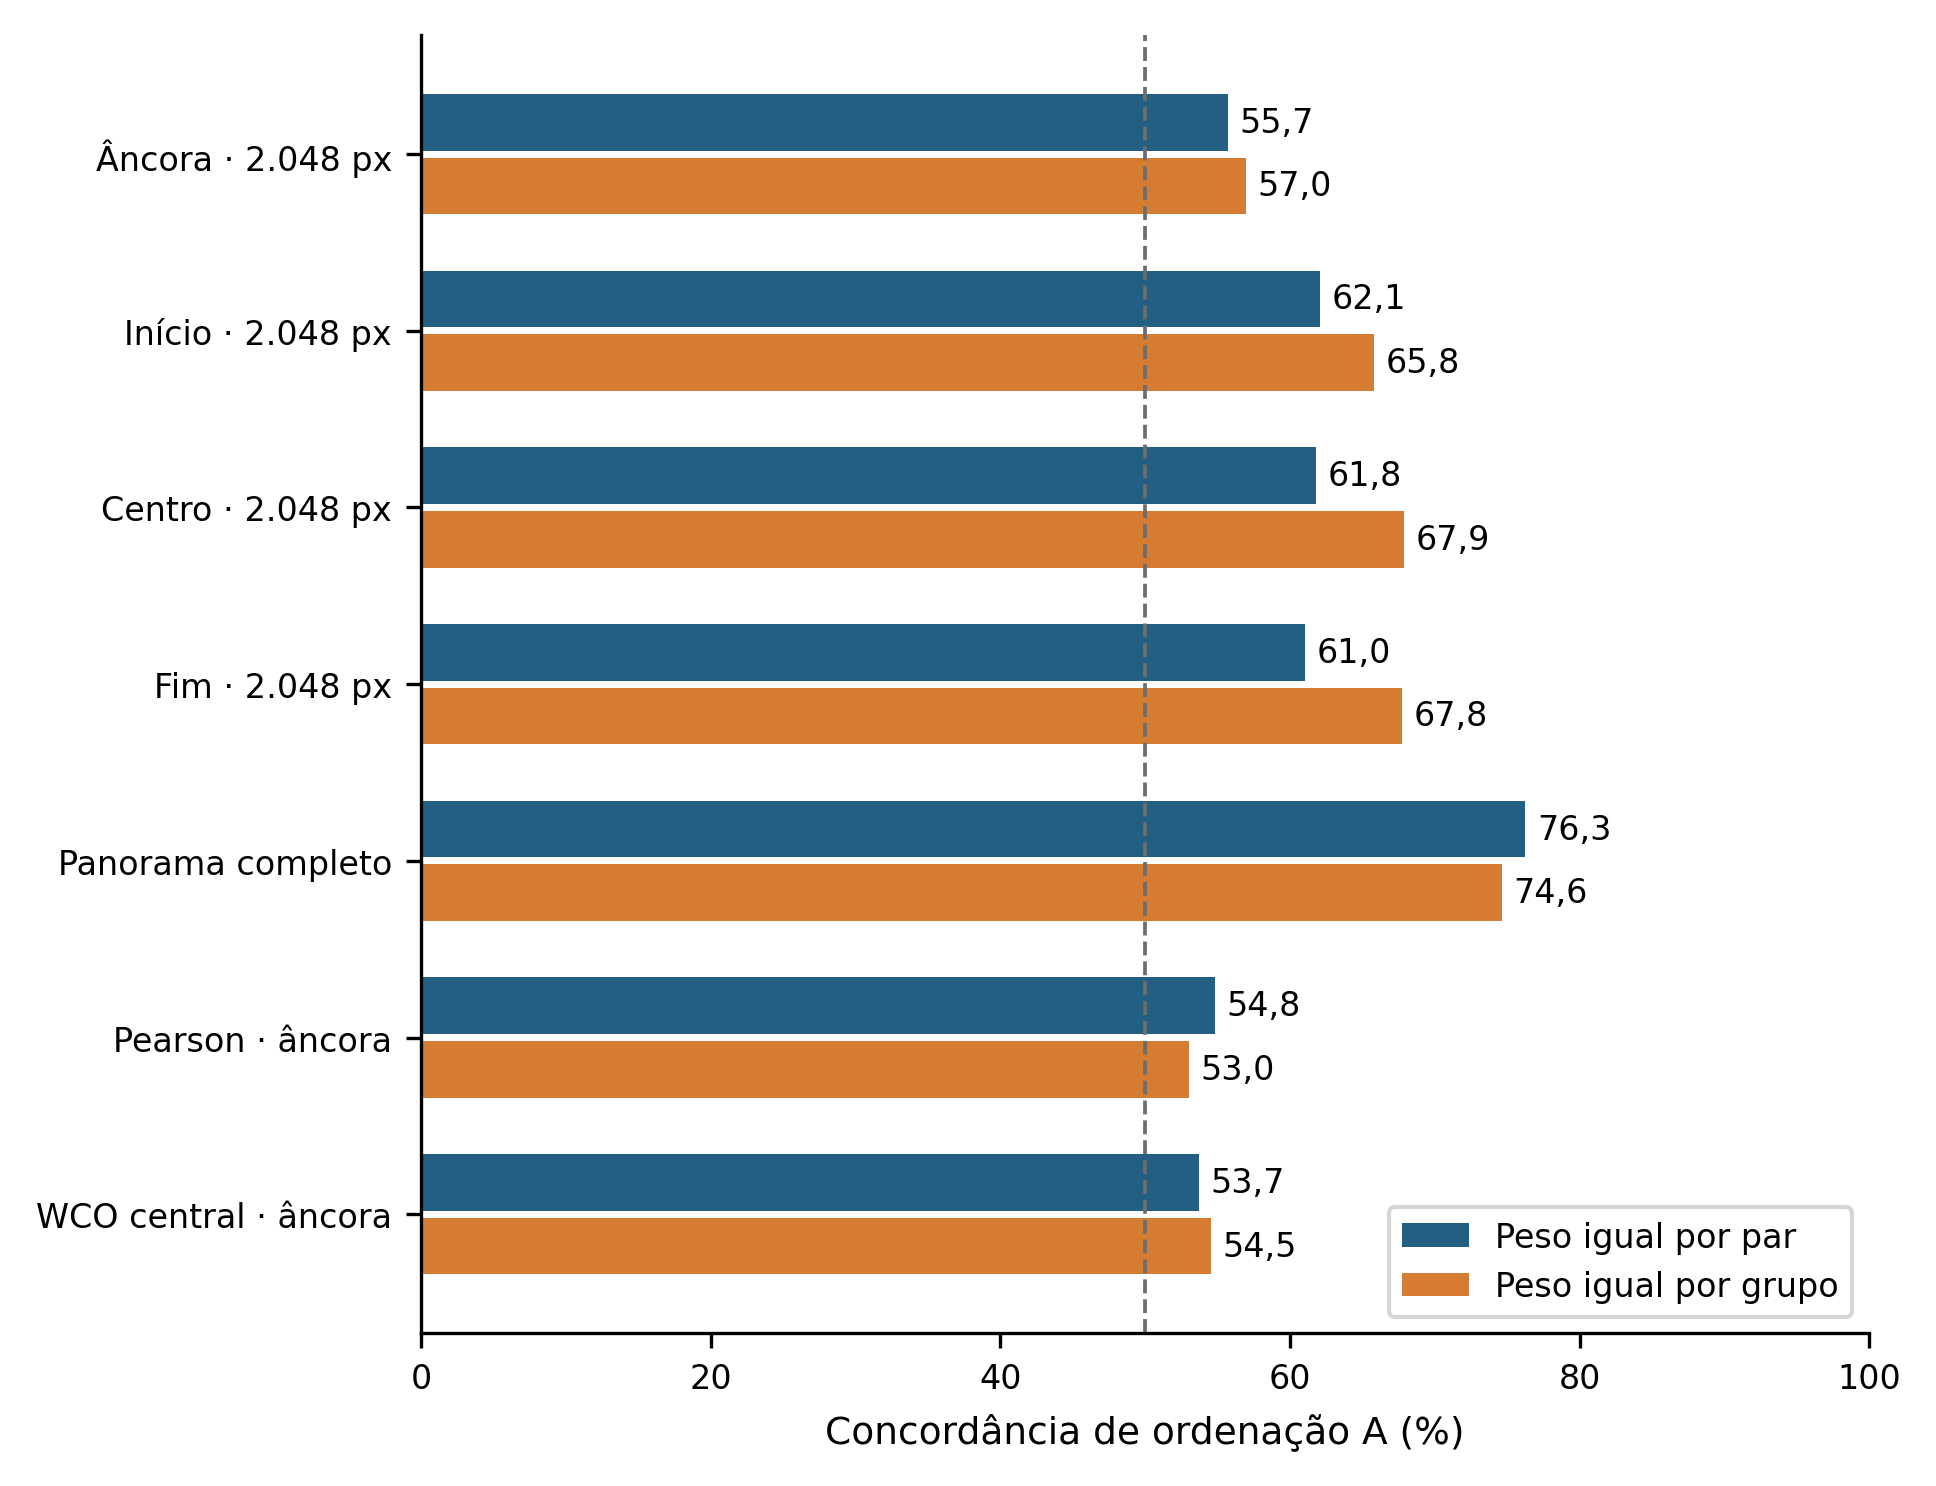 Âncora · 2.048 px
55,7
57,0
Início · 2.048 px
62,1
65,8
Centro · 2.048 px
61,8
67,9
Fim · 2.048 px
61,0
67,8
Panorama completo
76,3
74,6
Pearson · âncora
54,8
53,0
WCO central · âncora
53,7
54,5
Peso igual por par
Peso igual por grupo
0 20 40 60 80 100
Concordância de ordenação A (%)